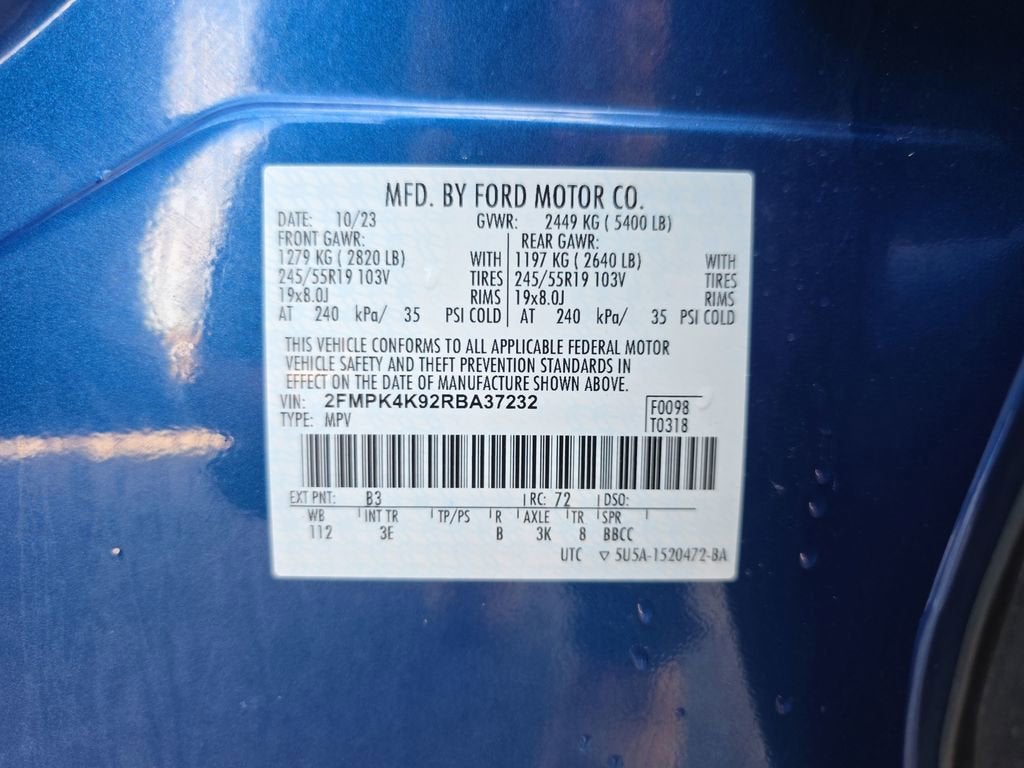 MFD. BY FORD MOTOR CO.
DATE: 10/23 GVWR: 2449 KG ( 5400 LB)
FRONT GAWR: REAR GAWR:
1279 KG ( 2820 LB) WITH 1197 KG ( 2640 LB) WITH
245/55R19 103V TIRES 245/55R19 103V TIRES
19x8.0J RIMS 19x8.0J RIMS
AT 240 kPa/ 35 PSI COLD AT 240 kPa/ 35 PSI COLD
THIS VEHICLE CONFORMS TO ALL APPLICABLE FEDERAL MOTOR
VEHICLE SAFETY AND THEFT PREVENTION STANDARDS IN
EFFECT ON THE DATE OF MANUFACTURE SHOWN ABOVE.
VIN: 2FMPK4K92RBA37232 F0098
TYPE: MPV T0318
EXT PNT: B3 RC: 72 DSO:
WB INT TR TP/PS R AXLE TR SPR
112 3E B 3K 8 BBCC
UTC ▽ 5U5A-1520472-BA